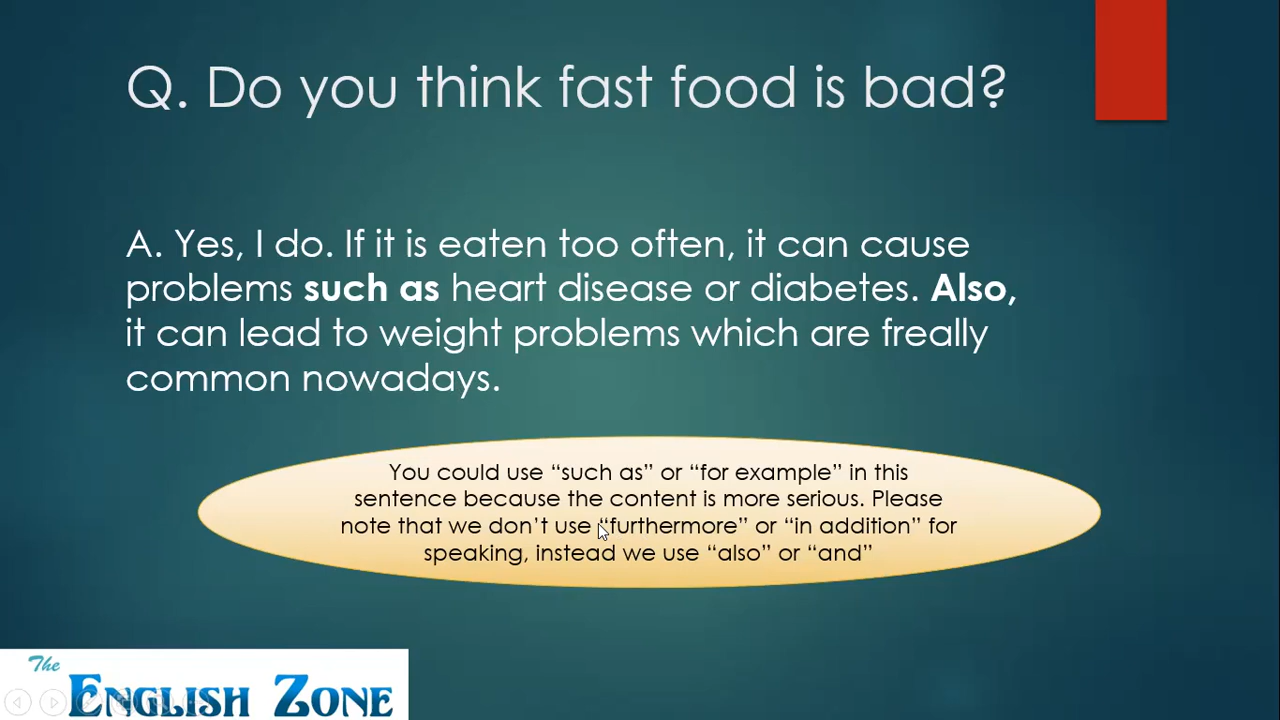 Q. Do you think fast food is bad?
A. Yes, I do. If it is eaten too often, it can cause
problems such as heart disease or diabetes. Also,
it can lead to weight problems which are freally
common nowadays.
You could use “such as” or “for example” in this
sentence because the content is more serious. Please
note that we don’t use “furthermore” or “in addition” for
speaking, instead we use “also” or “and”
The
ENGLISH ZONE